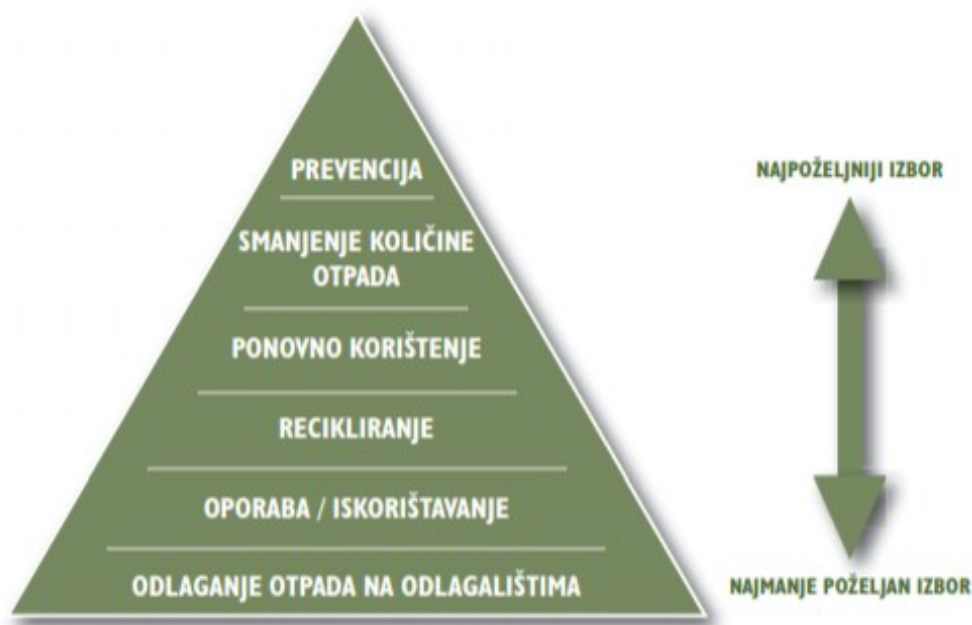 PREVENCIJA
SMANJENJE KOLIČINE
OTPADA
PONOVNO KORIŠTENJE
RECIKLIRANJE
OPORABA / ISKORIŠTAVANJE
ODLAGANJE OTPADA NA ODLAGALIŠTIMA
NAJPOŽELJNIJI IZBOR
NAJMANJE POŽELJAN IZBOR